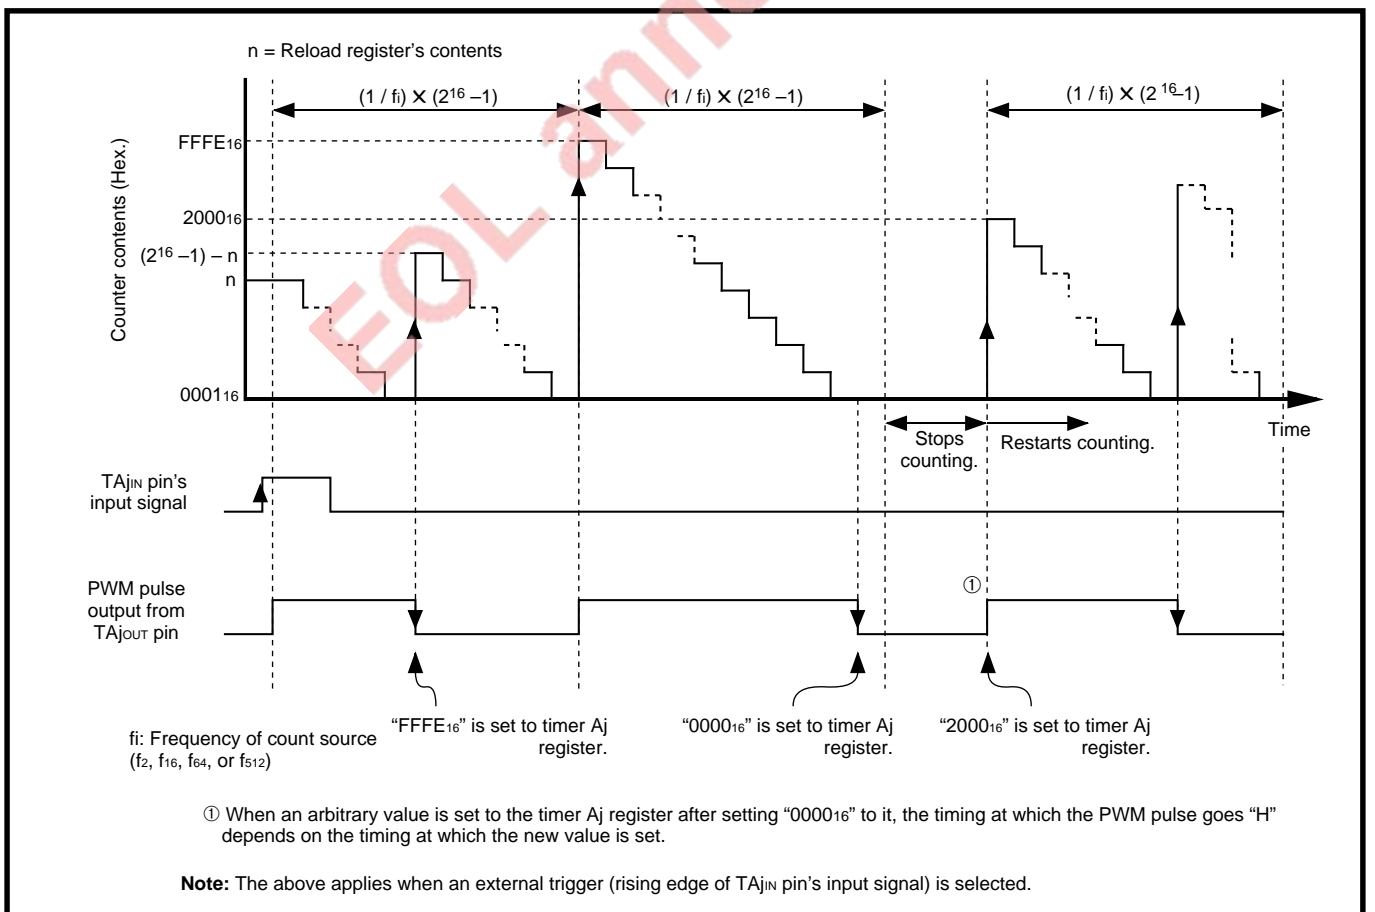 n = Reload register's contents
(1 / fi) × (2¹⁶ –1)
(1 / fi) × (2¹⁶ –1)
(1 / fi) × (2 ¹⁶–1)
Counter contents (Hex.)
FFFE₁₆
2000₁₆
(2¹⁶ –1) – n
n
0001₁₆
Time
Stops
counting.
Restarts counting.
TAjIN pin's
input signal
PWM pulse
output from
TAjOUT pin
①
fi: Frequency of count source
(f₂, f₁₆, f₆₄, or f₅₁₂)
“FFFE₁₆” is set to timer Aj
register.
“0000₁₆” is set to timer Aj
register.
“2000₁₆” is set to timer Aj
register.
① When an arbitrary value is set to the timer Aj register after setting “0000₁₆” to it, the timing at which the PWM pulse goes “H”
depends on the timing at which the new value is set.
Note: The above applies when an external trigger (rising edge of TAjIN pin's input signal) is selected.
EOL